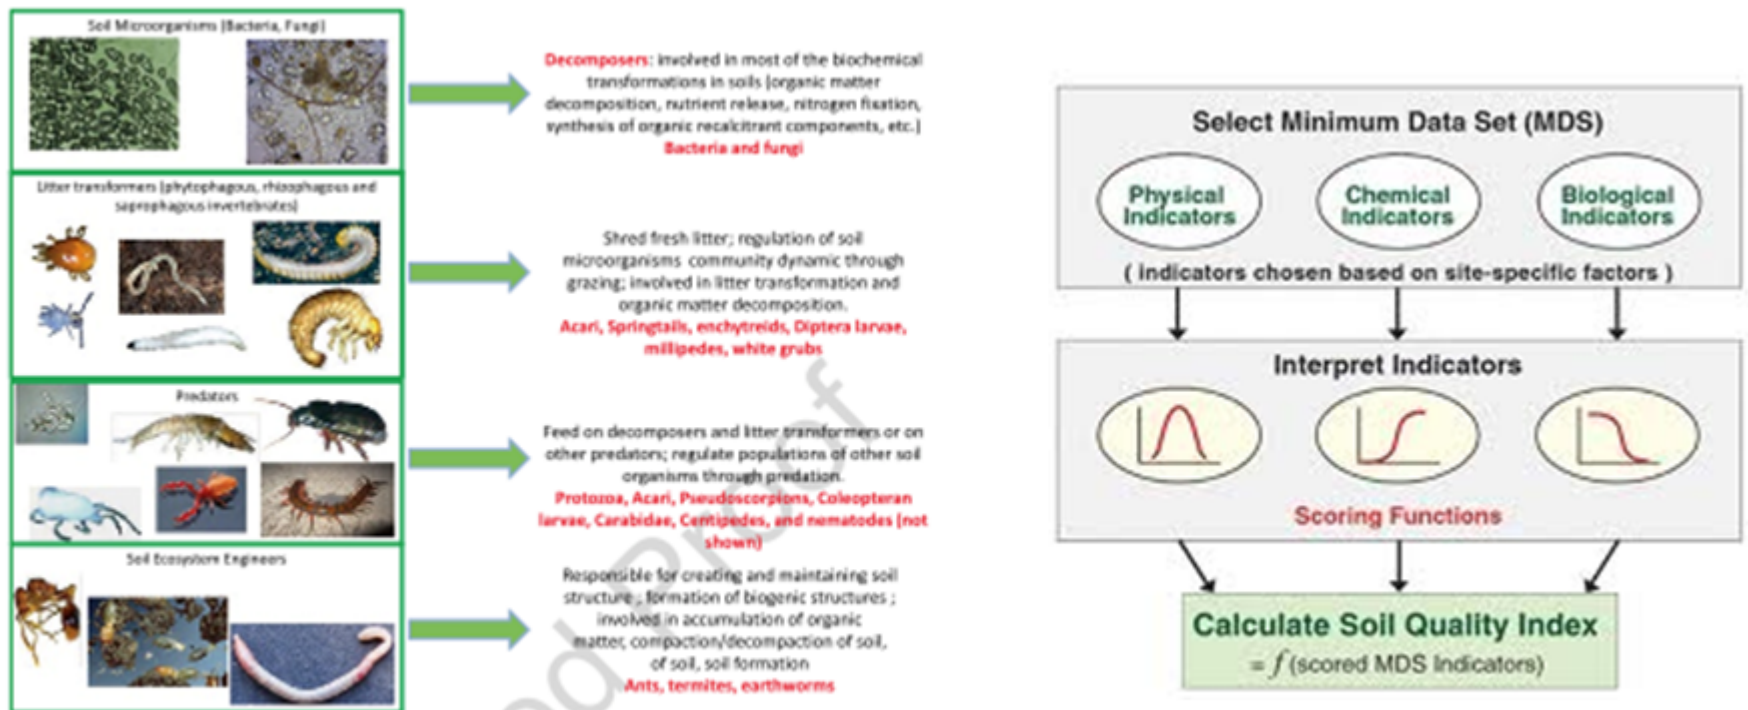 Soil Microorganisms (Bacteria, Fungi)
Decomposers: involved in most of the biochemical
transformations in soils (organic matter
decomposition, nutrient release, nitrogen fixation,
synthesis of organic recalcitrant components, etc.)
Bacteria and fungi
Litter transformers (phytophagous, rhizophagous and
saprophagous invertebrates)
Shred fresh litter; regulation of soil
microorganisms community dynamic through
grazing; involved in litter transformation and
organic matter decomposition.
Acari, Springtails, enchytreids, Diptera larvae,
millipedes, white grubs
Predators
Feed on decomposers and litter transformers or on
other predators; regulate populations of other soil
organisms through predation.
Protozoa, Acari, Pseudoscorpions, Coleopteran
larvae, Carabidae, Centipedes, and nematodes (not
shown)
Soil Ecosystem Engineers
Responsible for creating and maintaining soil
structure; formation of biogenic structures ;
involved in accumulation of organic
matter, compaction/decompaction of soil,
of soil, soil formation
Ants, termites, earthworms
Select Minimum Data Set (MDS)
Physical
Indicators
Chemical
Indicators
Biological
Indicators
( indicators chosen based on site-specific factors )
Interpret Indicators
Scoring Functions
Calculate Soil Quality Index
= f (scored MDS Indicators)